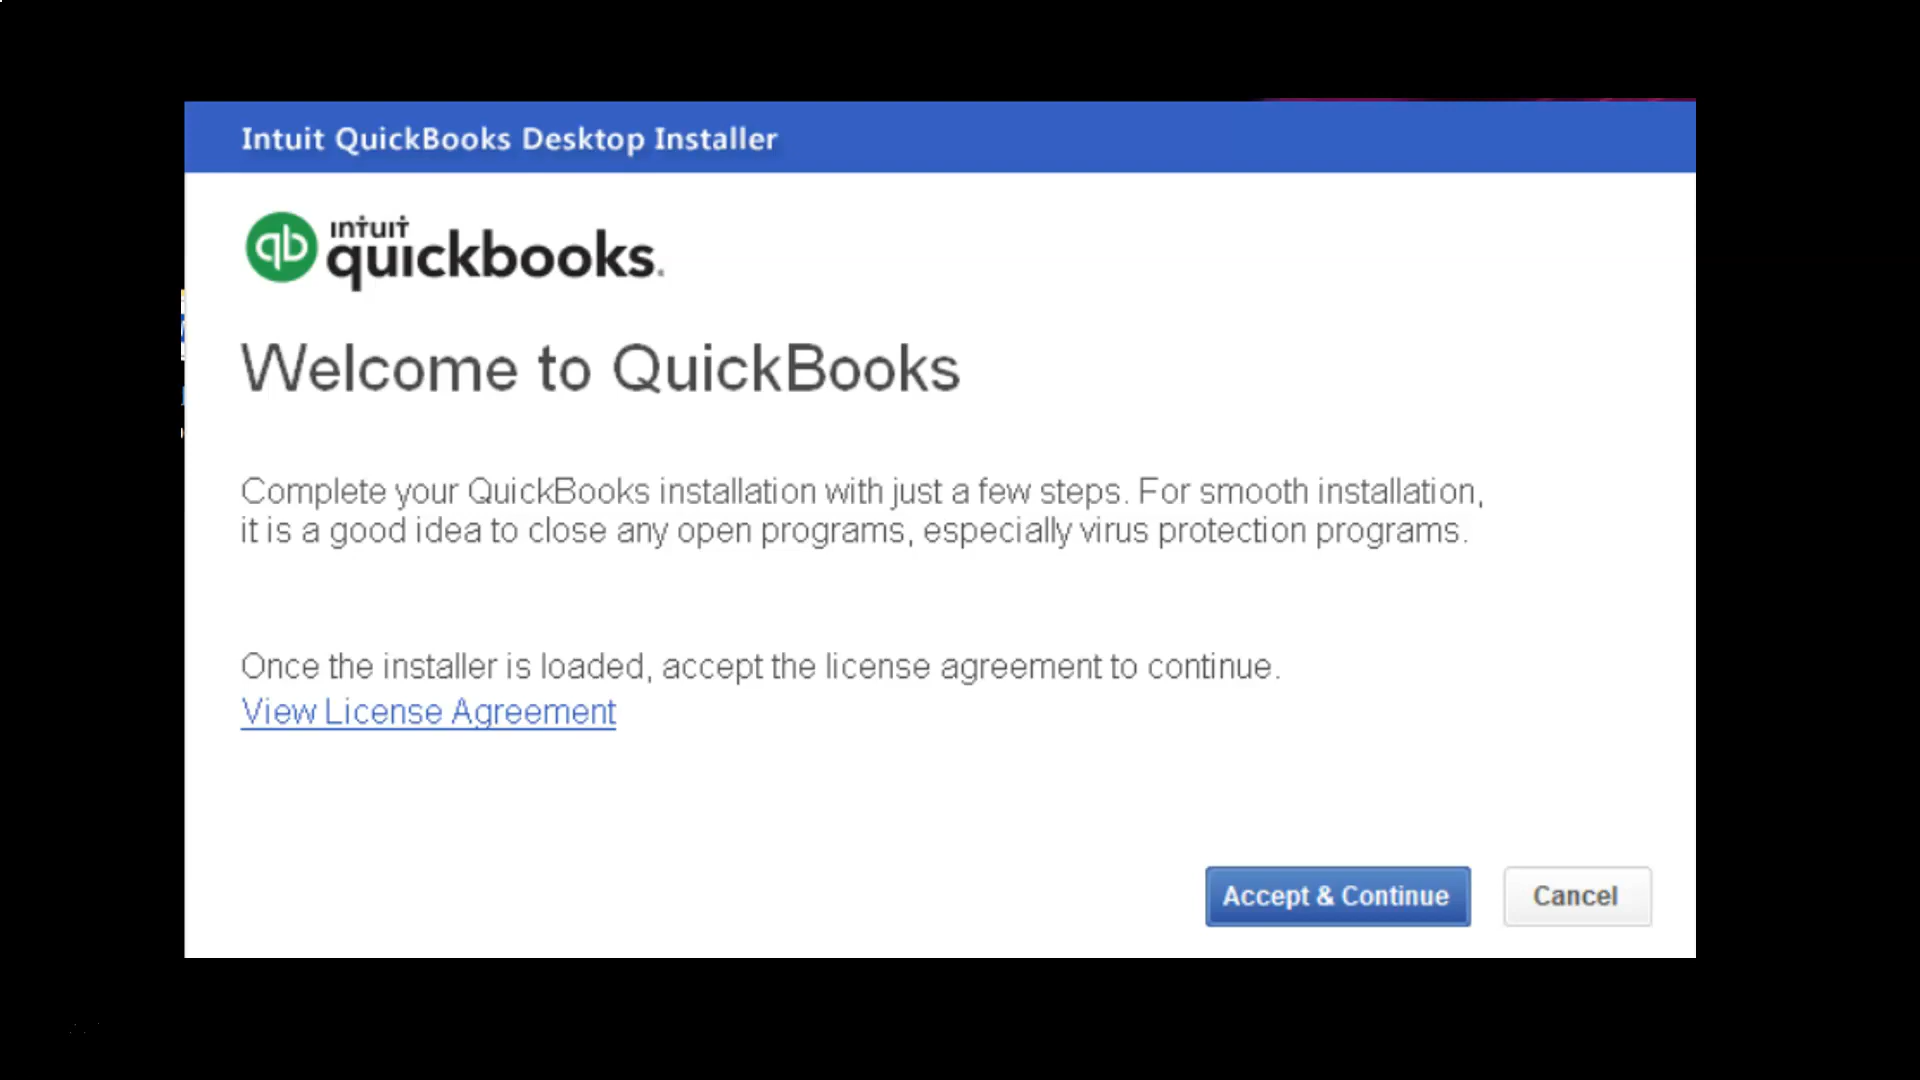 Intuit QuickBooks Desktop Installer
qb
intuit
quickbooks.
Welcome to QuickBooks
Complete your QuickBooks installation with just a few steps. For smooth installation,
it is a good idea to close any open programs, especially virus protection programs.
Once the installer is loaded, accept the license agreement to continue.
View License Agreement
Accept & Continue
Cancel